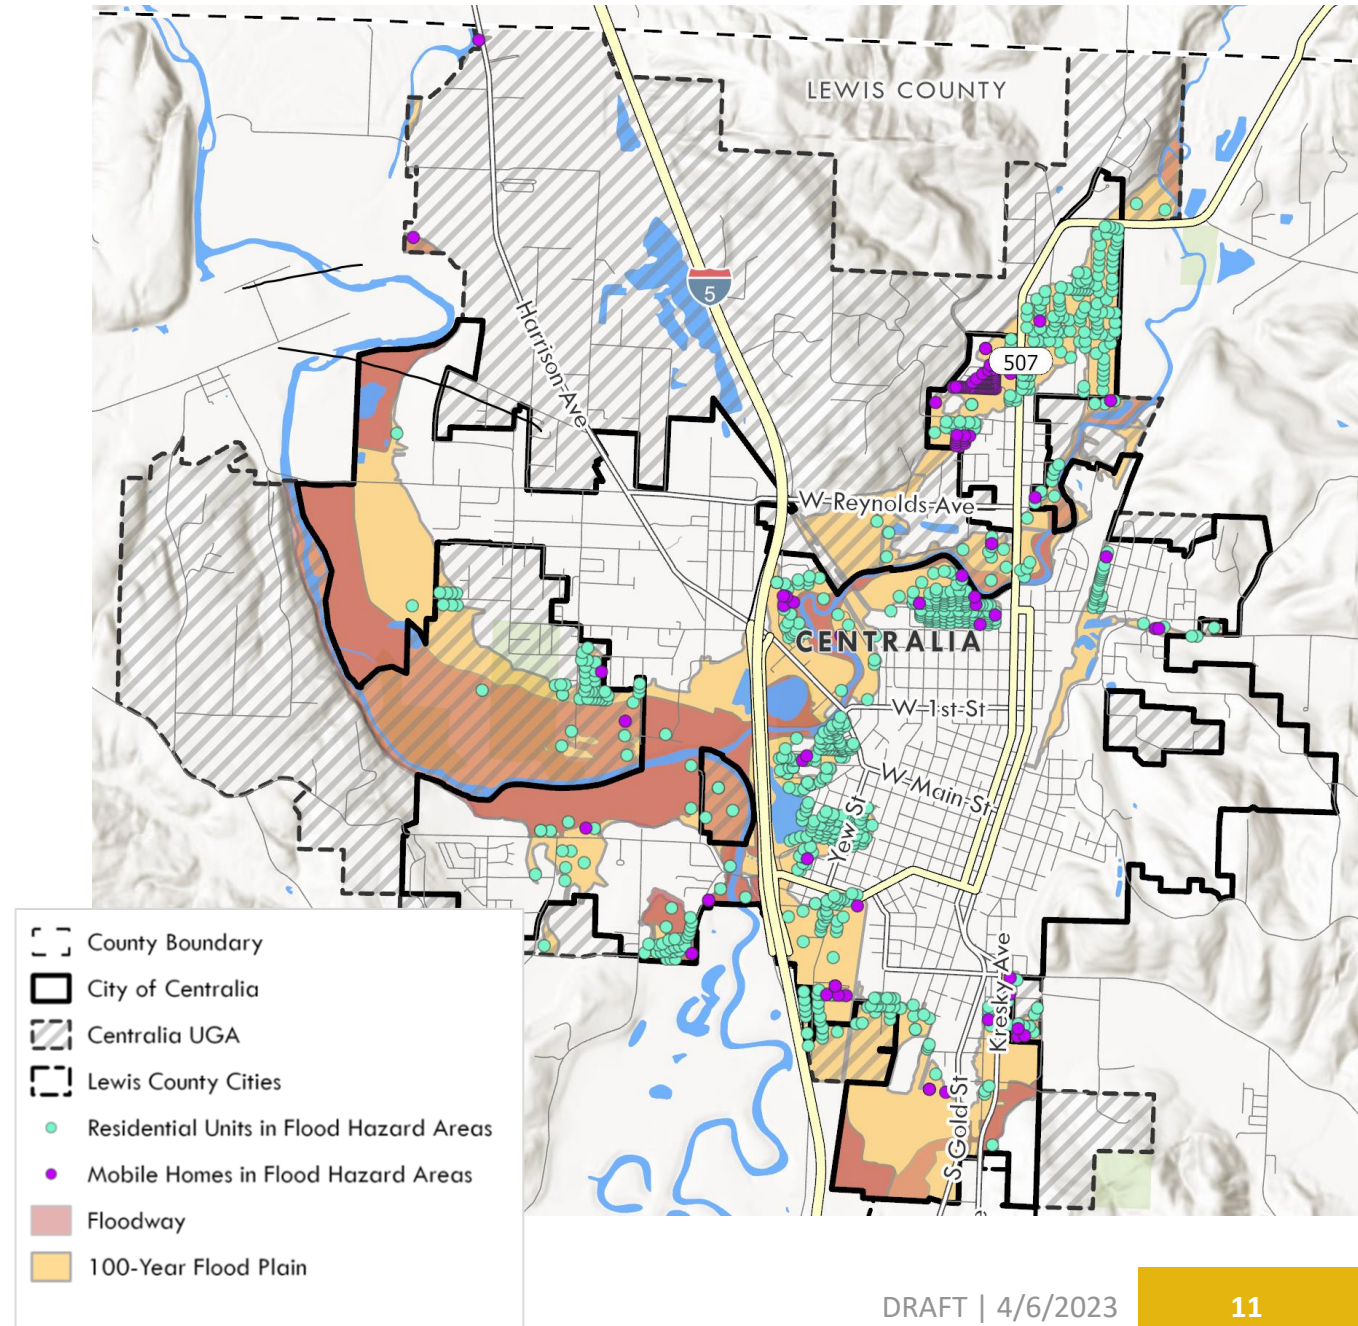 LEWIS COUNTY
5
Harrison-Ave
507
W-Reynolds-Ave
CENTRALIA
W-1st-St
W-Main-St
Yew St
Kresky-Ave
S-Gold-St
e
County Boundary
City of Centralia
Centralia UGA
Lewis County Cities
Residential Units in Flood Hazard Areas
Mobile Homes in Flood Hazard Areas
Floodway
100-Year Flood Plain
DRAFT | 4/6/2023
11